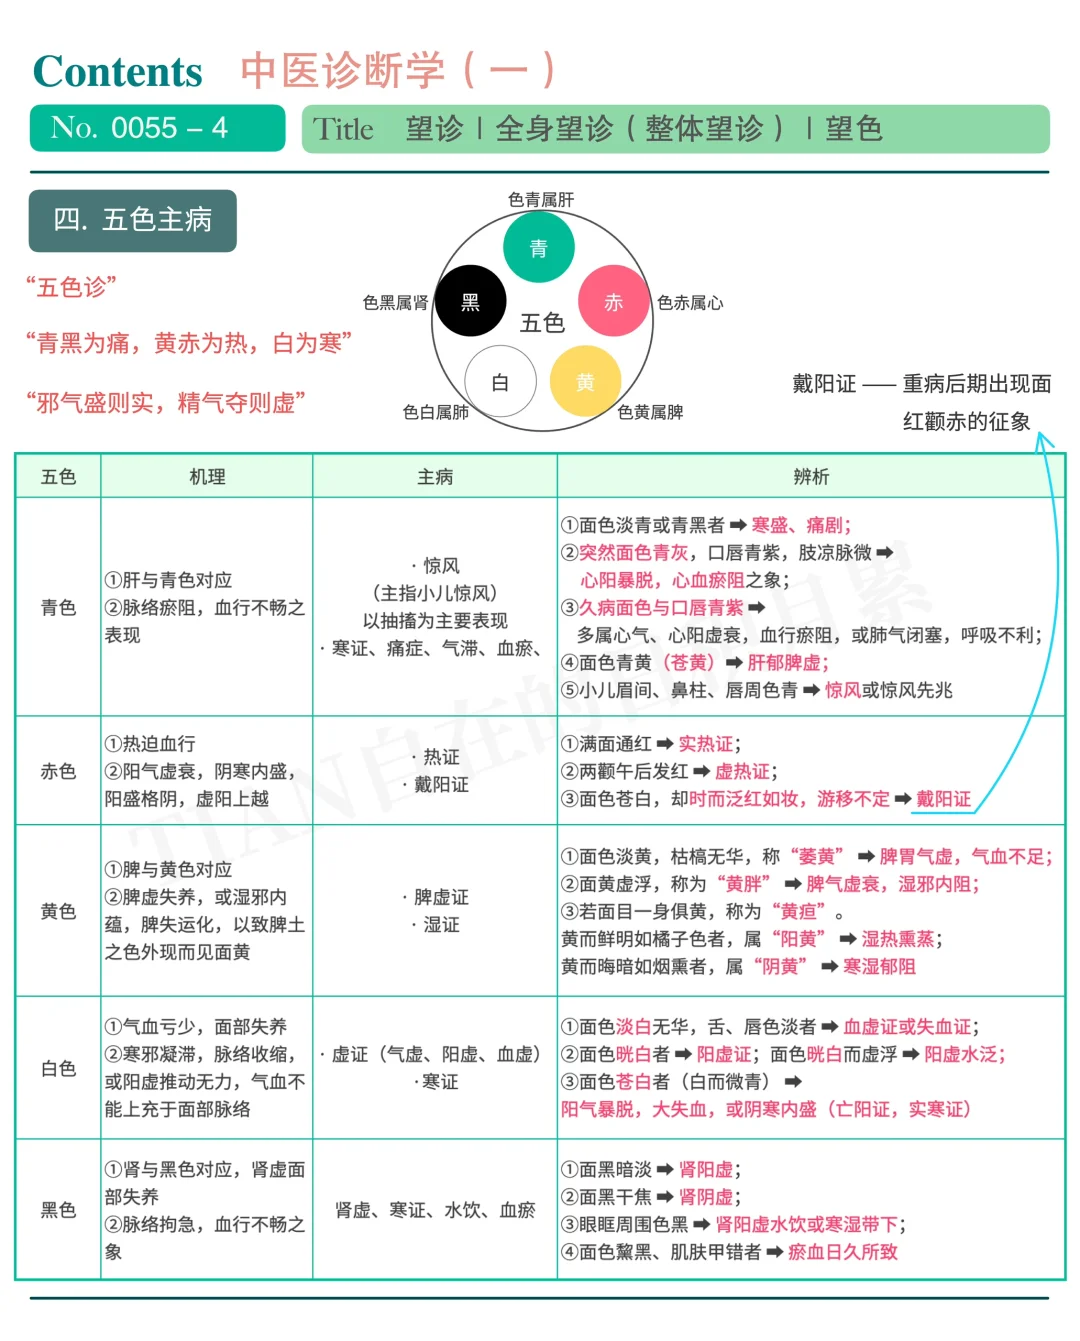 Contents 中医诊断学（一）
No. 0055 – 4
Title 望诊 | 全身望诊（整体望诊）| 望色
四. 五色主病
“五色诊”
“青黑为痛，黄赤为热，白为寒”
“邪气盛则实，精气夺则虚”
色青属肝
青
色黑属肾
黑
赤
色赤属心
五色
白
黄
色白属肺
色黄属脾
戴阳证 —— 重病后期出现面
红颧赤的征象
五色 机理 主病 辨析
青色
①肝与青色对应
②脉络瘀阻，血行不畅之
表现
· 惊风
（主指小儿惊风）
以抽搐为主要表现
· 寒证、痛症、气滞、血瘀、
①面色淡青或青黑者➡寒盛、痛剧；
②突然面色青灰，口唇青紫，肢凉脉微➡
心阳暴脱，心血瘀阻之象；
③久病面色与口唇青紫➡
多属心气、心阳虚衰，血行瘀阻，或肺气闭塞，呼吸不利；
④面色青黄（苍黄）➡肝郁脾虚；
⑤小儿眉间、鼻柱、唇周色青➡惊风或惊风先兆
赤色
①热迫血行
②阳气虚衰，阴寒内盛，
阳盛格阴，虚阳上越
· 热证
· 戴阳证
①满面通红➡实热证；
②两颧午后发红➡虚热证；
③面色苍白，却时而泛红如妆，游移不定➡戴阳证
黄色
①脾与黄色对应
②脾虚失养，或湿邪内
蕴，脾失运化，以致脾土
之色外现而见面黄
· 脾虚证
· 湿证
①面色淡黄，枯槁无华，称“萎黄”➡脾胃气虚，气血不足；
②面黄虚浮，称为“黄胖”➡脾气虚衰，湿邪内阻；
③若面目一身俱黄，称为“黄疸”。
黄而鲜明如橘子色者，属“阳黄”➡湿热熏蒸；
黄而晦暗如烟熏者，属“阴黄”➡寒湿郁阻
白色
①气血亏少，面部失养
②寒邪凝滞，脉络收缩，
或阳虚推动无力，气血不
能上充于面部脉络
· 虚证（气虚、阳虚、血虚）
·寒证
①面色淡白无华，舌、唇色淡者➡血虚证或失血证；
②面色㿠白者➡阳虚证；面色㿠白而虚浮➡阳虚水泛；
③面色苍白者（白而微青）➡
阳气暴脱，大失血，或阴寒内盛（亡阳证，实寒证）
黑色
①肾与黑色对应，肾虚面
部失养
②脉络拘急，血行不畅之
象
肾虚、寒证、水饮、血瘀
①面黑暗淡➡肾阳虚；
②面黑干焦➡肾阴虚；
③眼眶周围色黑➡肾阳虚水饮或寒湿带下；
④面色黧黑、肌肤甲错者➡瘀血日久所致